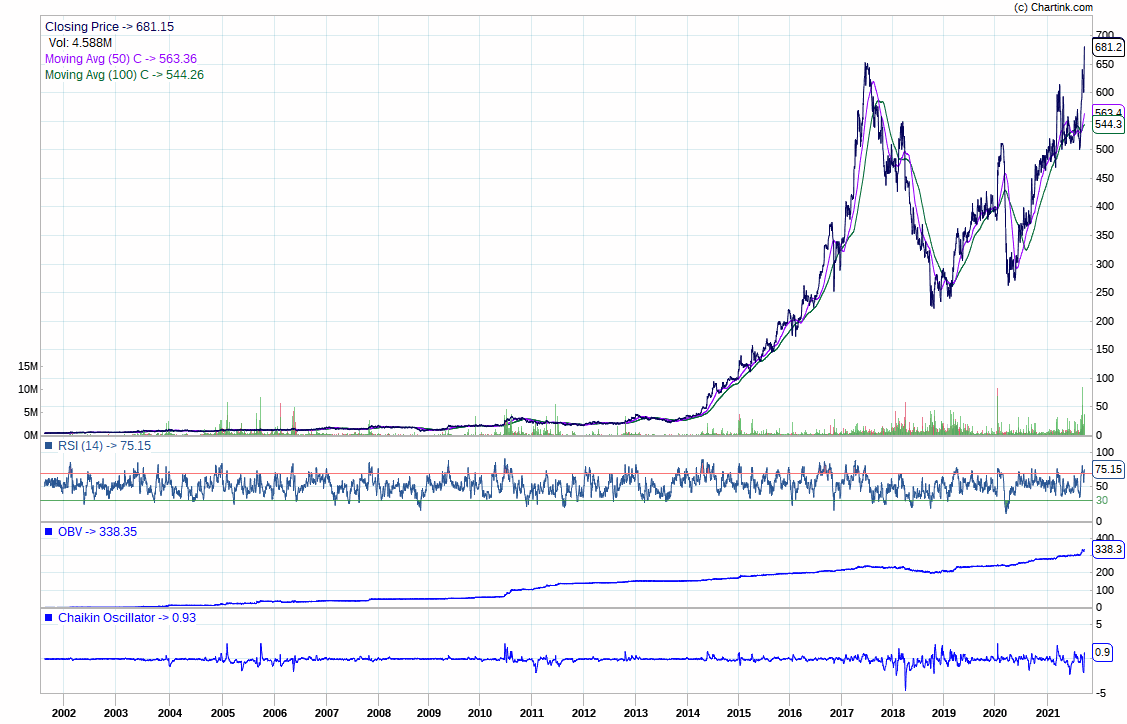 (c) Chartink.com
Closing Price -> 681.15
Vol: 4.588M
Moving Avg (50) C -> 563.36
Moving Avg (100) C -> 544.26
700
681.2
650
600
563.4
544.3
500
450
400
350
300
250
200
150
100
50
0
15M
10M
5M
0M
RSI (14) -> 75.15
100
75.15
50
30
0
OBV -> 338.35
400
338.3
200
100
0
Chaikin Oscillator -> 0.93
5
0.9
-5
2002 2003 2004 2005 2006 2007 2008 2009 2010 2011 2012 2013 2014 2015 2016 2017 2018 2019 2020 2021